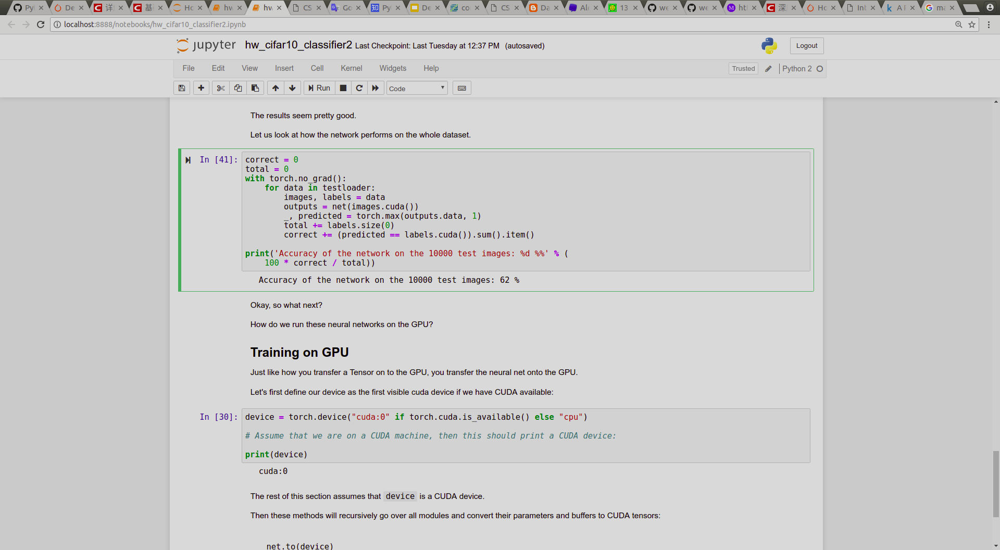 Py
De
详
基
Ho
hw
hw
CS
Go
知 Py
De
co
CS
Da
Ale
13
we
we
M htt
深
Ho
Int
k A F
G ma
localhost:8888/notebooks/hw_cifar10_classifier2.ipynb
jupyter hw_cifar10_classifier2 Last Checkpoint: Last Tuesday at 12:37 PM (autosaved)
Logout
File Edit View Insert Cell Kernel Widgets Help
Trusted Python 2
Run Code
The results seem pretty good.
Let us look at how the network performs on the whole dataset.
In [41]: correct = 0
total = 0
with torch.no_grad():
    for data in testloader:
        images, labels = data
        outputs = net(images.cuda())
        _, predicted = torch.max(outputs.data, 1)
        total += labels.size(0)
        correct += (predicted == labels.cuda()).sum().item()
print('Accuracy of the network on the 10000 test images: %d %%' % (
    100 * correct / total))
Accuracy of the network on the 10000 test images: 62 %
Okay, so what next?
How do we run these neural networks on the GPU?
Training on GPU
Just like how you transfer a Tensor on to the GPU, you transfer the neural net onto the GPU.
Let's first define our device as the first visible cuda device if we have CUDA available:
In [30]: device = torch.device("cuda:0" if torch.cuda.is_available() else "cpu")
# Assume that we are on a CUDA machine, then this should print a CUDA device:
print(device)
cuda:0
The rest of this section assumes that device is a CUDA device.
Then these methods will recursively go over all modules and convert their parameters and buffers to CUDA tensors:
net.to(device)